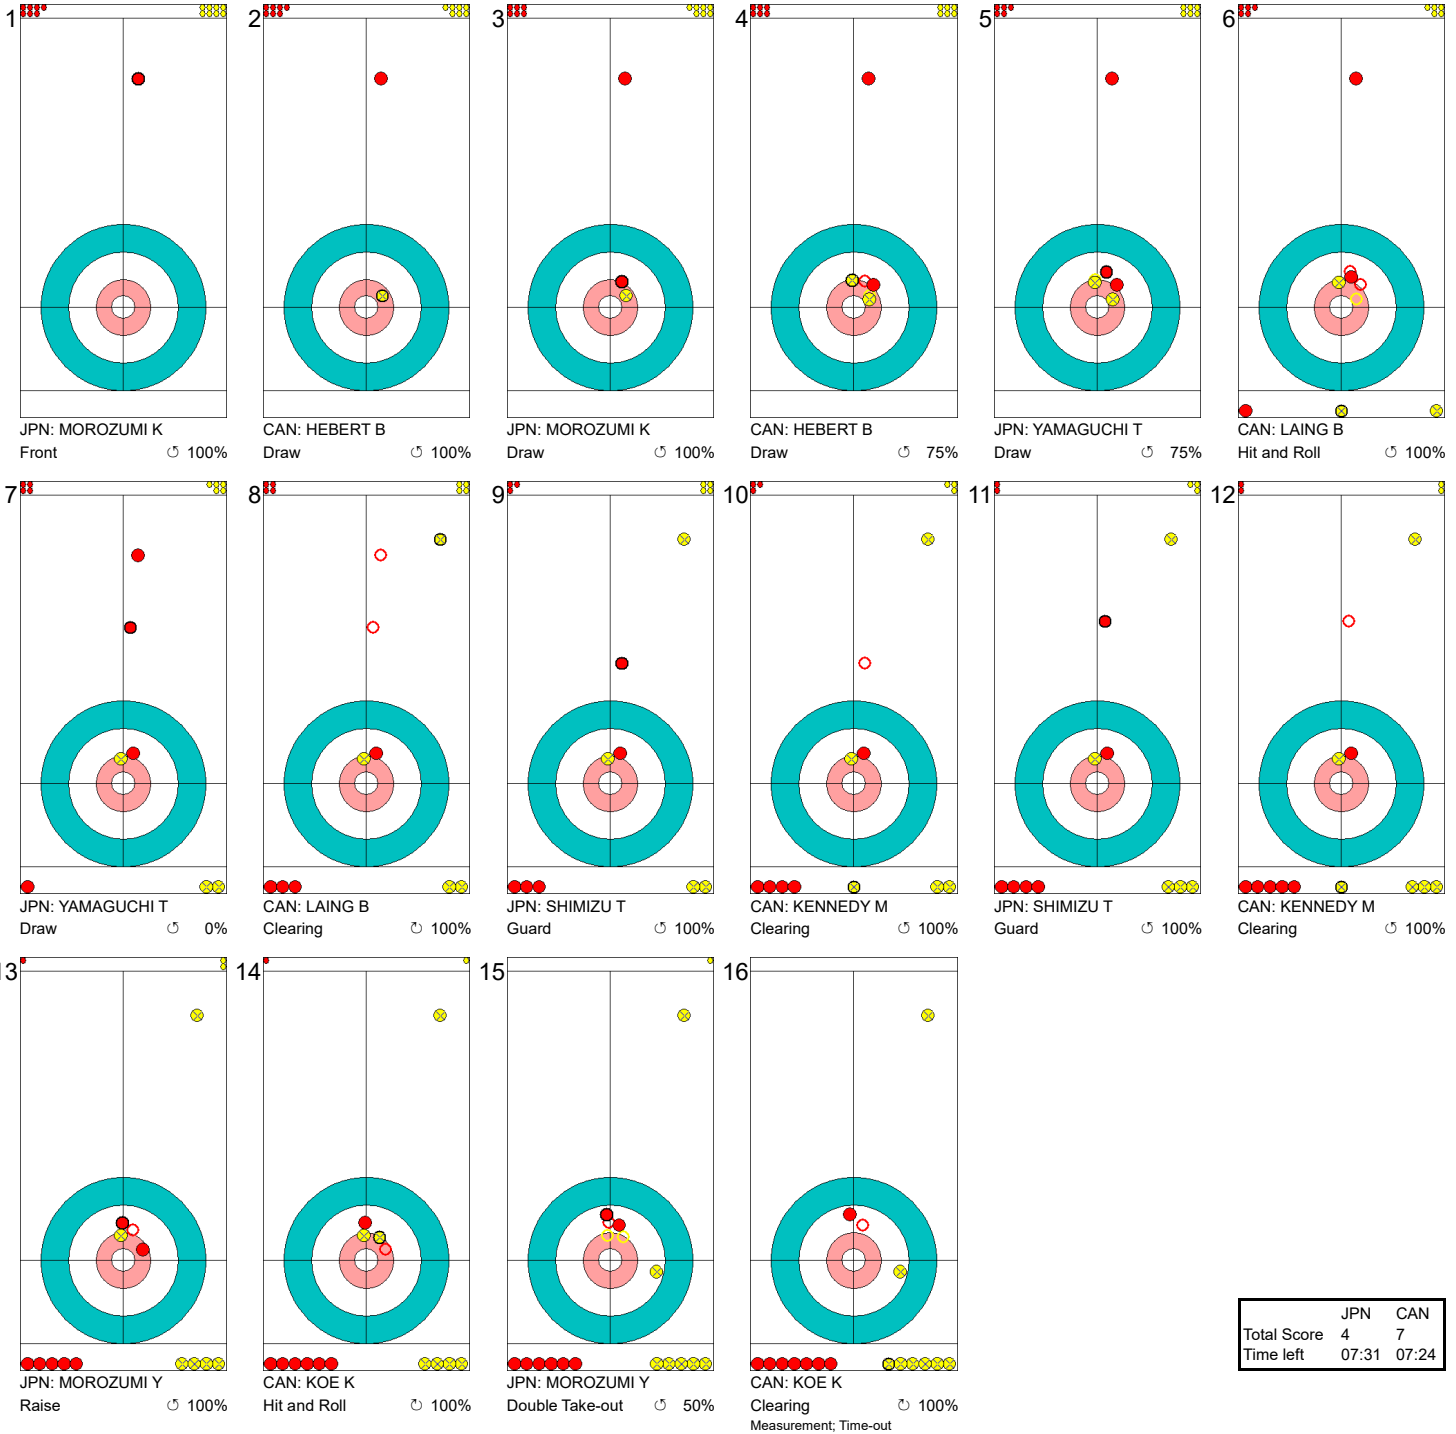 1
JPN: MOROZUMI K
Front ↺ 100%
2
CAN: HEBERT B
Draw ↺ 100%
3
JPN: MOROZUMI K
Draw ↺ 100%
4
CAN: HEBERT B
Draw ↺ 75%
5
JPN: YAMAGUCHI T
Draw ↺ 75%
6
CAN: LAING B
Hit and Roll ↺ 100%
7
JPN: YAMAGUCHI T
Draw ↺ 0%
8
CAN: LAING B
Clearing ↻ 100%
9
JPN: SHIMIZU T
Guard ↺ 100%
10
CAN: KENNEDY M
Clearing ↻ 100%
11
JPN: SHIMIZU T
Guard ↺ 100%
12
CAN: KENNEDY M
Clearing ↻ 100%
13
JPN: MOROZUMI Y
Raise ↺ 100%
14
CAN: KOE K
Hit and Roll ↻ 100%
15
JPN: MOROZUMI Y
Double Take-out ↺ 50%
16
CAN: KOE K
Clearing ↻ 100%
Measurement; Time-out
JPN CAN
Total Score 4 7
Time left 07:31 07:24